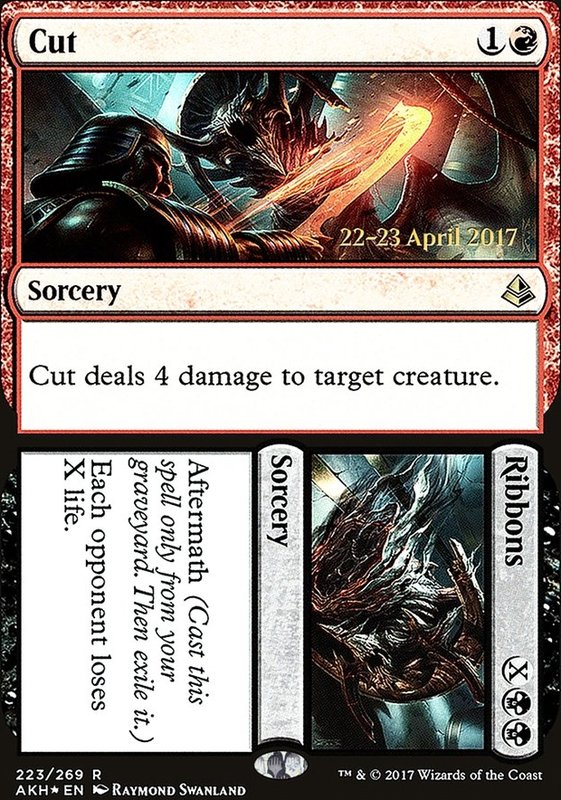 Cut
1
22-23 April 2017
Sorcery
Cut deals 4 damage to target creature.
Ribbons
X
Sorcery
Aftermath (Cast this
spell only from your
graveyard. Then exile it.)
Each opponent loses
X life.
223/269 R
AKH★EN Raymond Swanland
™ & © 2017 Wizards of the Coast